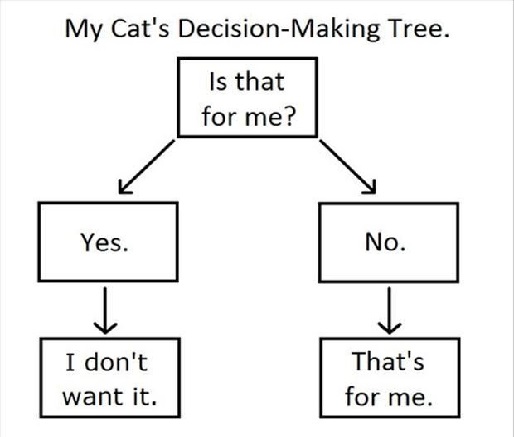 My Cat's Decision-Making Tree.
Is that
for me?
Yes.
No.
I don't
want it.
That's
for me.